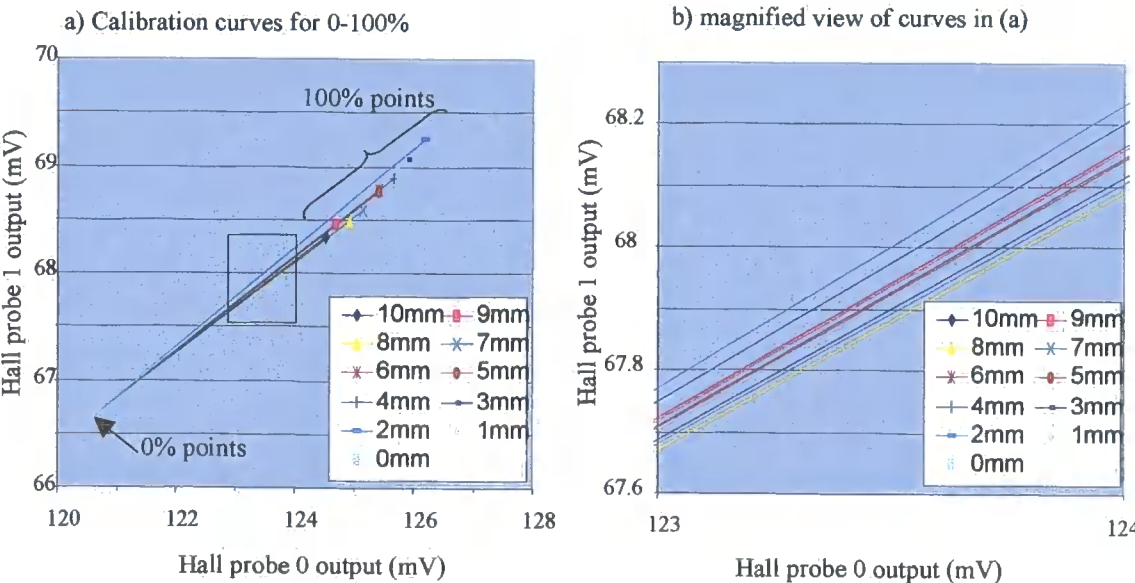 a) Calibration curves for 0-100%
70
69
68
67
66
120 122 124 126 128
Hall probe 1 output (mV)
Hall probe 0 output (mV)
100% points
0% points
10mm 9mm
8mm 7mm
6mm 5mm
4mm 3mm
2mm 1mm
0mm
b) magnified view of curves in (a)
68.2
68
67.8
67.6
123 124
Hall probe 1 output (mV)
Hall probe 0 output (mV)
10mm 9mm
8mm 7mm
6mm 5mm
4mm 3mm
2mm 1mm
0mm